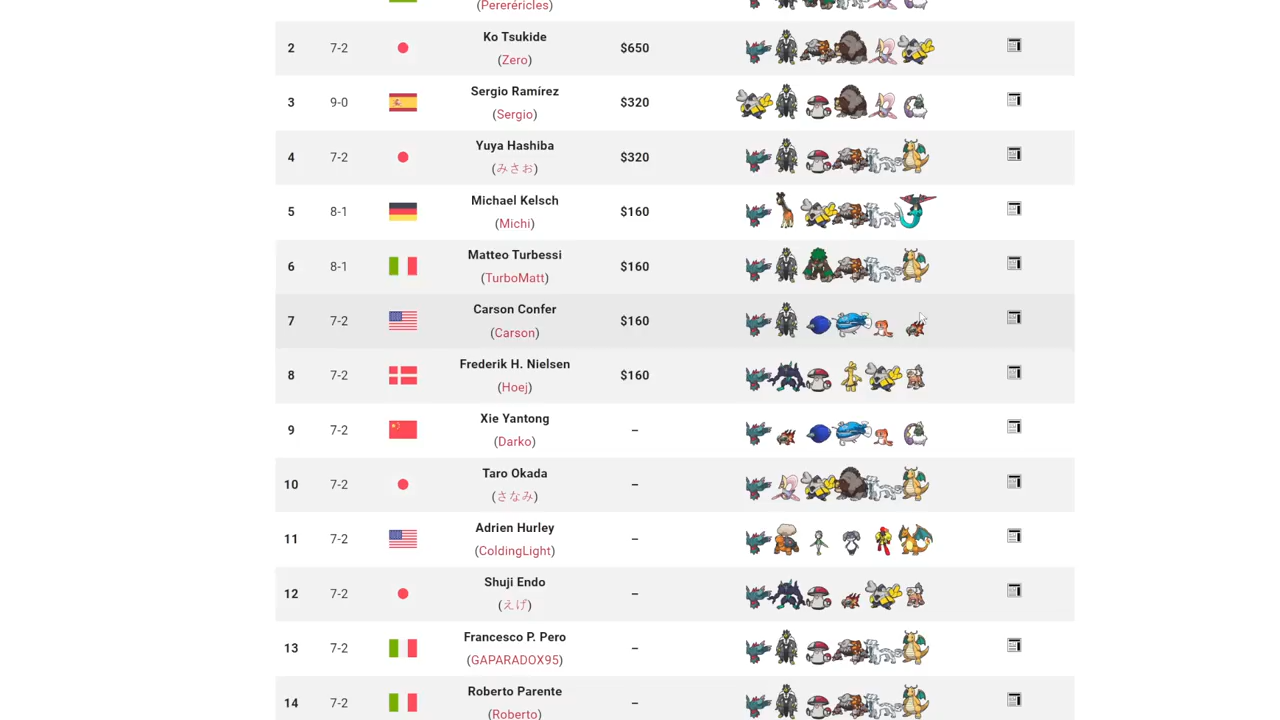 (Pereréricles)
2 7-2 Ko Tsukide $650
(Zero)
3 9-0 Sergio Ramírez $320
(Sergio)
4 7-2 Yuya Hashiba $320
(みさお)
5 8-1 Michael Kelsch $160
(Michi)
6 8-1 Matteo Turbessi $160
(TurboMatt)
7 7-2 Carson Confer $160
(Carson)
8 7-2 Frederik H. Nielsen $160
(Hoej)
9 7-2 Xie Yantong –
(Darko)
10 7-2 Taro Okada –
(さなみ)
11 7-2 Adrien Hurley –
(ColdingLight)
12 7-2 Shuji Endo –
(えげ)
13 7-2 Francesco P. Pero –
(GAPARADOX95)
14 7-2 Roberto Parente –
(Roberto)